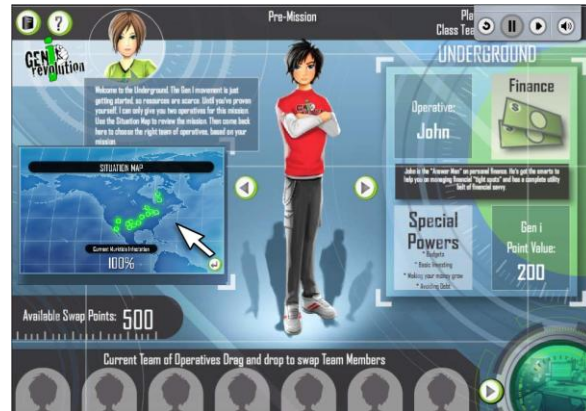 Pre-Mission
Pla
Class Tea
GEN i
revolution
Welcome to the Underground. The Gen I movement is just
getting started, so resources are scarce. Until you've proven
yourself, I can only give you two operatives for this mission.
Use the Situation Map to review the mission. Then come back
here to choose the right team of operatives, based on your
mission.
SITUATION MAP
100%
Available Swap Points: 500
Current Team of Operatives Drag and drop to swap Team Members
UNDERGROUND
Operative:
John
Finance
John is the "Answer Man" on personal finance. He's got the smarts to
help you on managing financial "tight spots" and has a complete utility
belt of financial savvy.
Special
Powers
* Budgets
* Basic Investing
* Making your money grow
* Avoiding Debt
Gen i
Point Value:
200